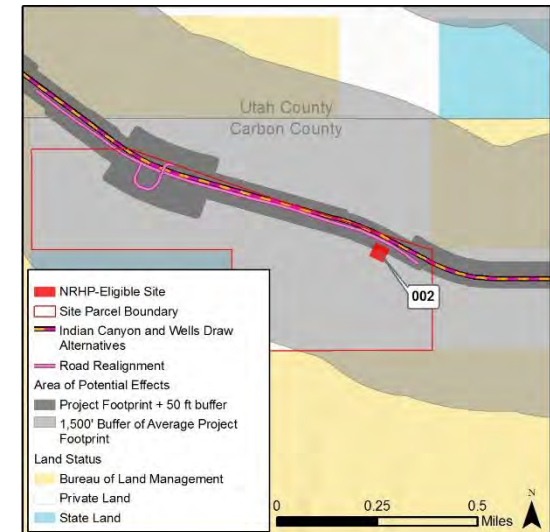 Utah County
Carbon County
002
NRHP-Eligible Site
Site Parcel Boundary
Indian Canyon and Wells Draw
Alternatives
Road Realignment
Area of Potential Effects
Project Footprint + 50 ft buffer
1,500' Buffer of Average Project
Footprint
Land Status
Bureau of Land Management
Private Land
State Land
0 0.25 0.5
Miles
N